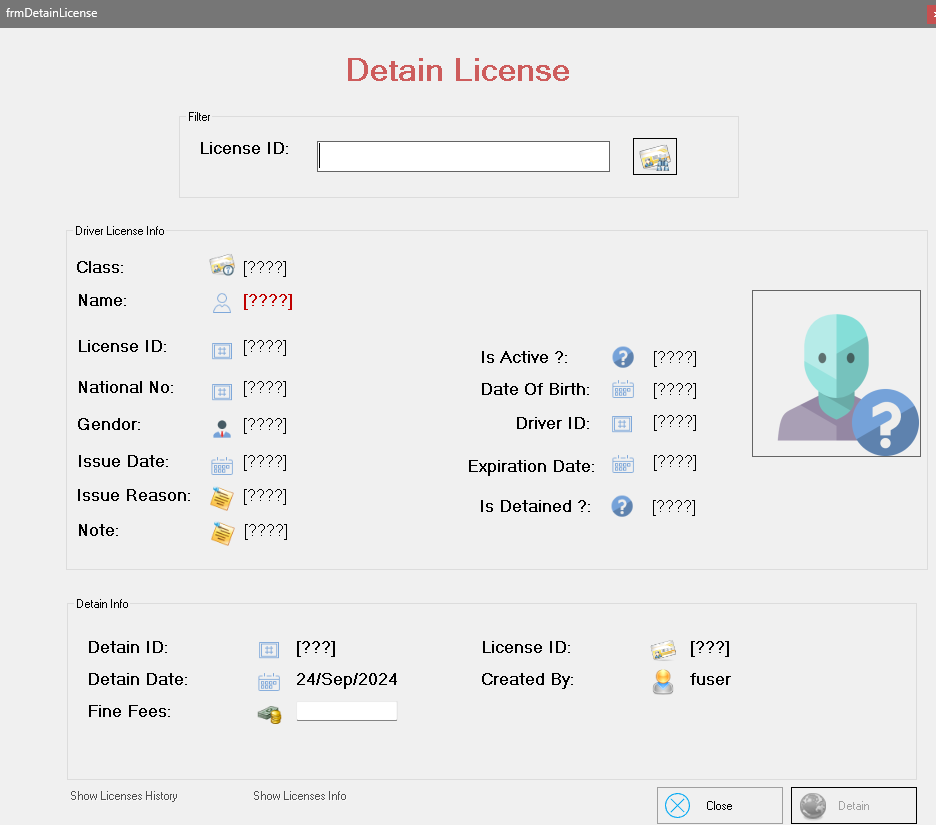 frmDetainLicense
Detain License
Filter
License ID:
Driver License Info
Class: [????]
Name: [????]
License ID: [????]
National No: [????]
Gendor: [????]
Issue Date: [????]
Issue Reason: [????]
Note: [????]
Is Active ?: [????]
Date Of Birth: [????]
Driver ID: [????]
Expiration Date: [????]
Is Detained ?: [????]
Detain Info
Detain ID: [???]
Detain Date: 24/Sep/2024
Fine Fees:
License ID: [???]
Created By: fuser
Show Licenses History
Show Licenses Info
Close
Detain